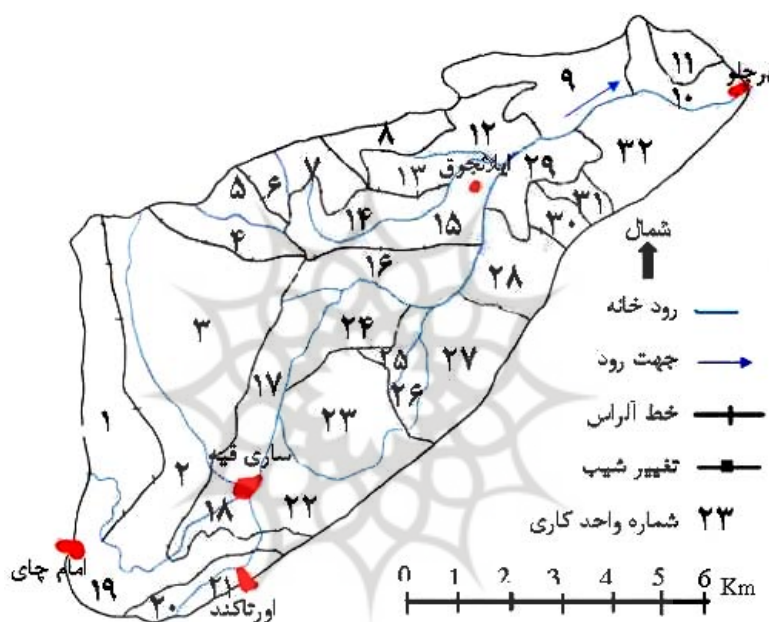 ۱۱
۹
۱۰
رچلو
۸
۱۲
۷
۱۳
۲۹
۳۲
۵
۶
ایلانجوق
۳۱
۱۴
۱۵
۳۰
۴
۱۶
۲۸
شمال
۳
۲۴
۲۵
۲۷
رود خانه
۱۷
۲۶
جهت رود
۱
۲۳
خط آلراس
۲
ساری قیه
تغییر شیب
۱۸
۲۲
۲۳ شماره واحد کاری
امام چای
۱۹
۲۰
۲۱
اورتاکند
0 1 2 3 4 5 6 Km